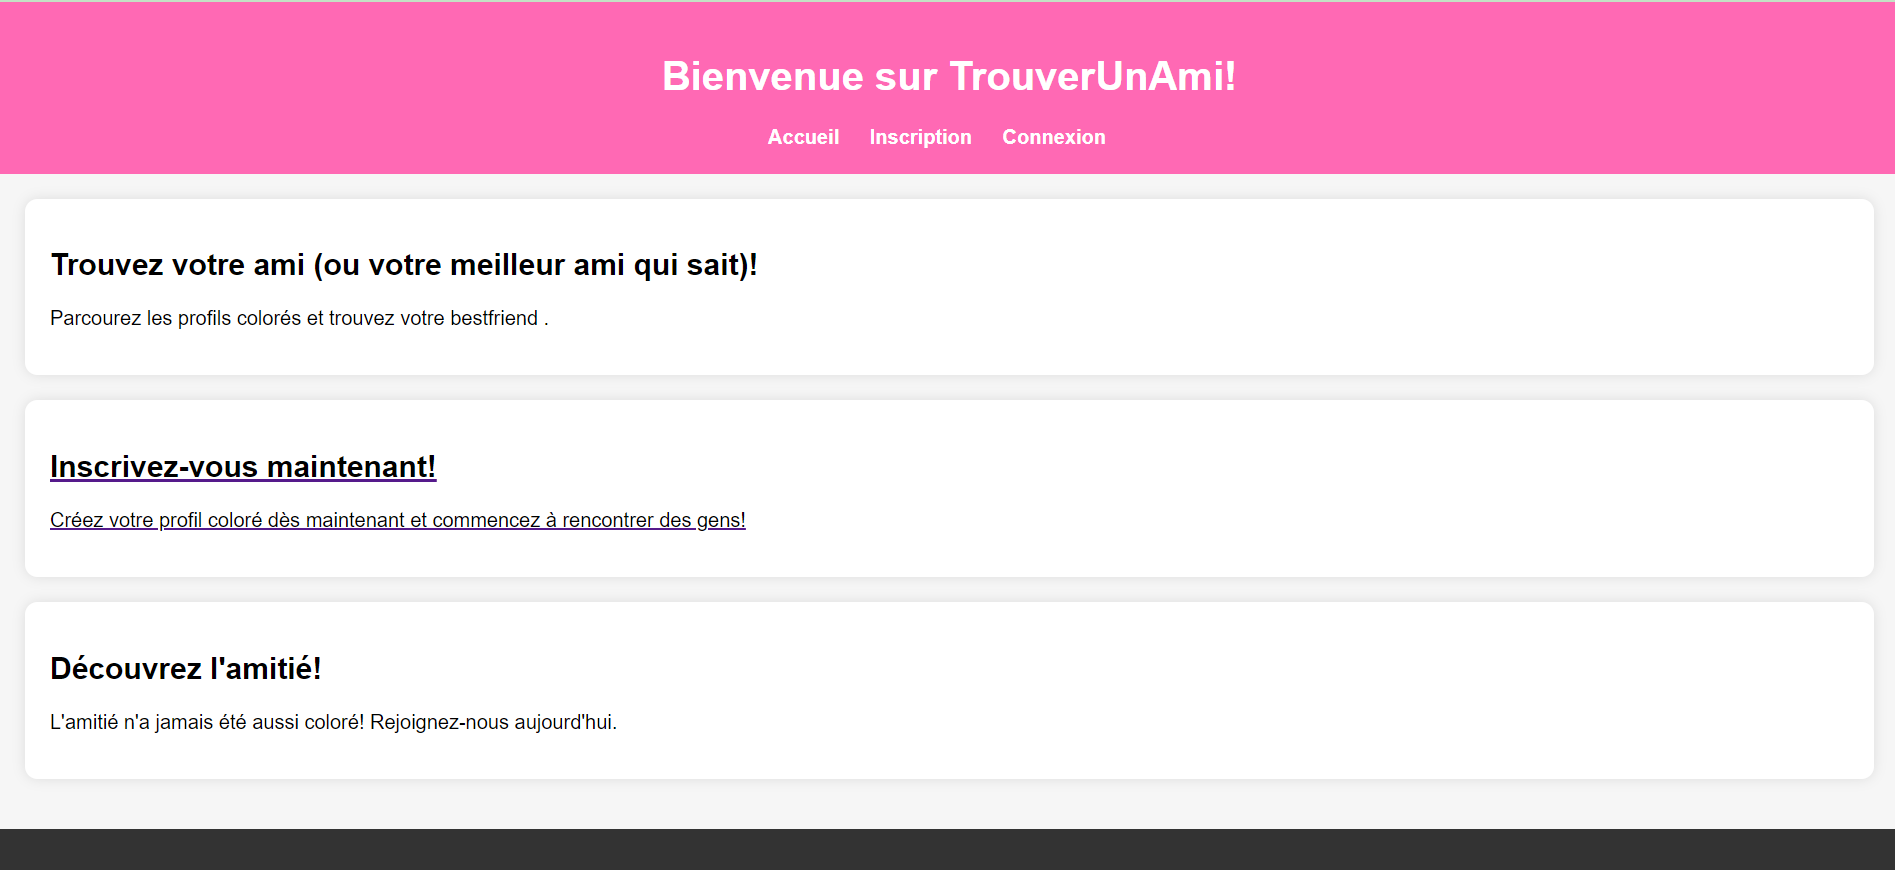 Bienvenue sur TrouverUnAmi!
Accueil Inscription Connexion
Trouvez votre ami (ou votre meilleur ami qui sait)!
Parcourez les profils colorés et trouvez votre bestfriend .
Inscrivez-vous maintenant!
Créez votre profil coloré dès maintenant et commencez à rencontrer des gens!
Découvrez l'amitié!
L'amitié n'a jamais été aussi coloré! Rejoignez-nous aujourd'hui.